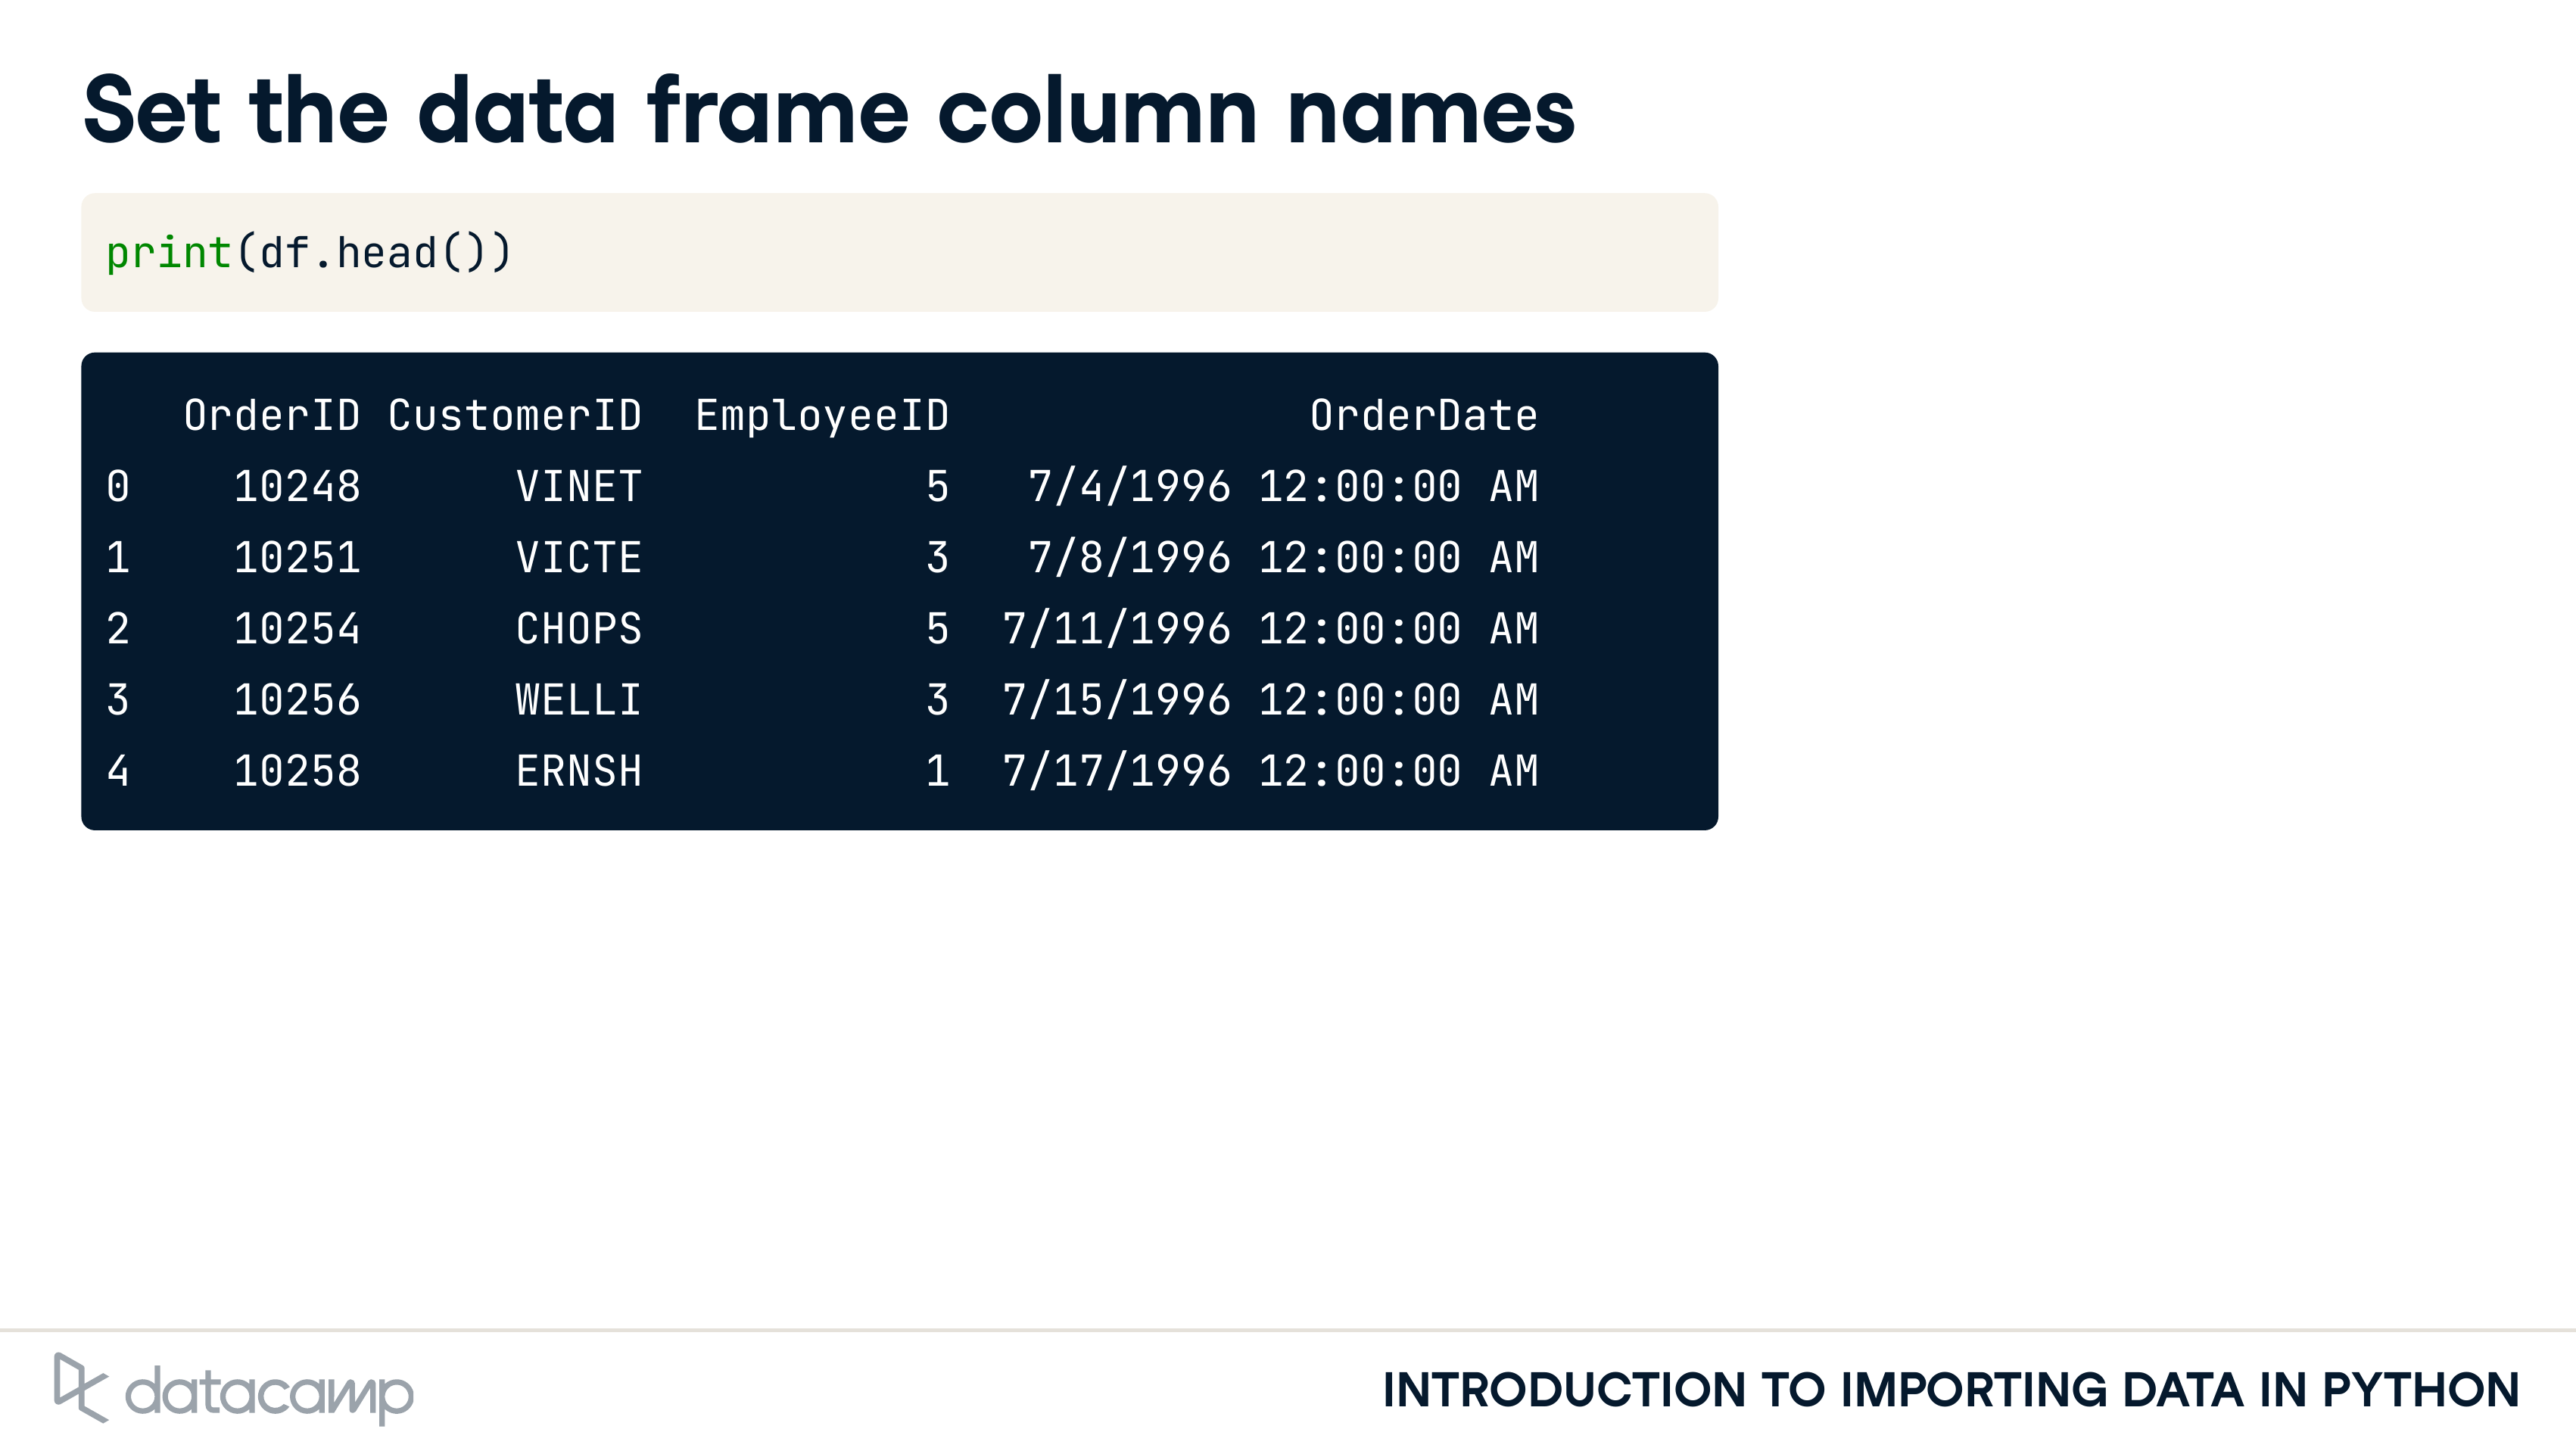 Set the data frame column names
print(df.head())
OrderID CustomerID EmployeeID OrderDate
0 10248 VINET 5 7/4/1996 12:00:00 AM
1 10251 VICTE 3 7/8/1996 12:00:00 AM
2 10254 CHOPS 5 7/11/1996 12:00:00 AM
3 10256 WELLI 3 7/15/1996 12:00:00 AM
4 10258 ERNSH 1 7/17/1996 12:00:00 AM
datacamp
INTRODUCTION TO IMPORTING DATA IN PYTHON